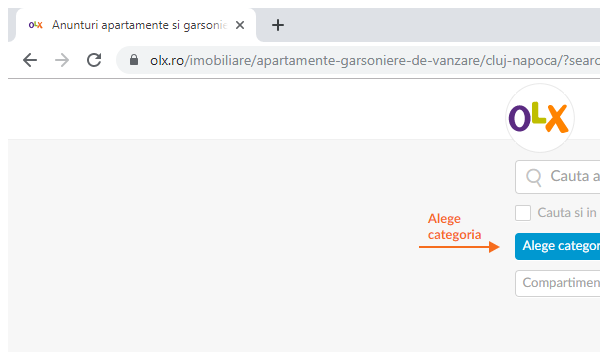 OLX Anunturi apartamente si garsonie
olx.ro/imobiliare/apartamente-garsoniere-de-vanzare/cluj-napoca/?searc
OLX
Cauta a
Cauta si in
Alege
categoria
Alege categor
Compartimen